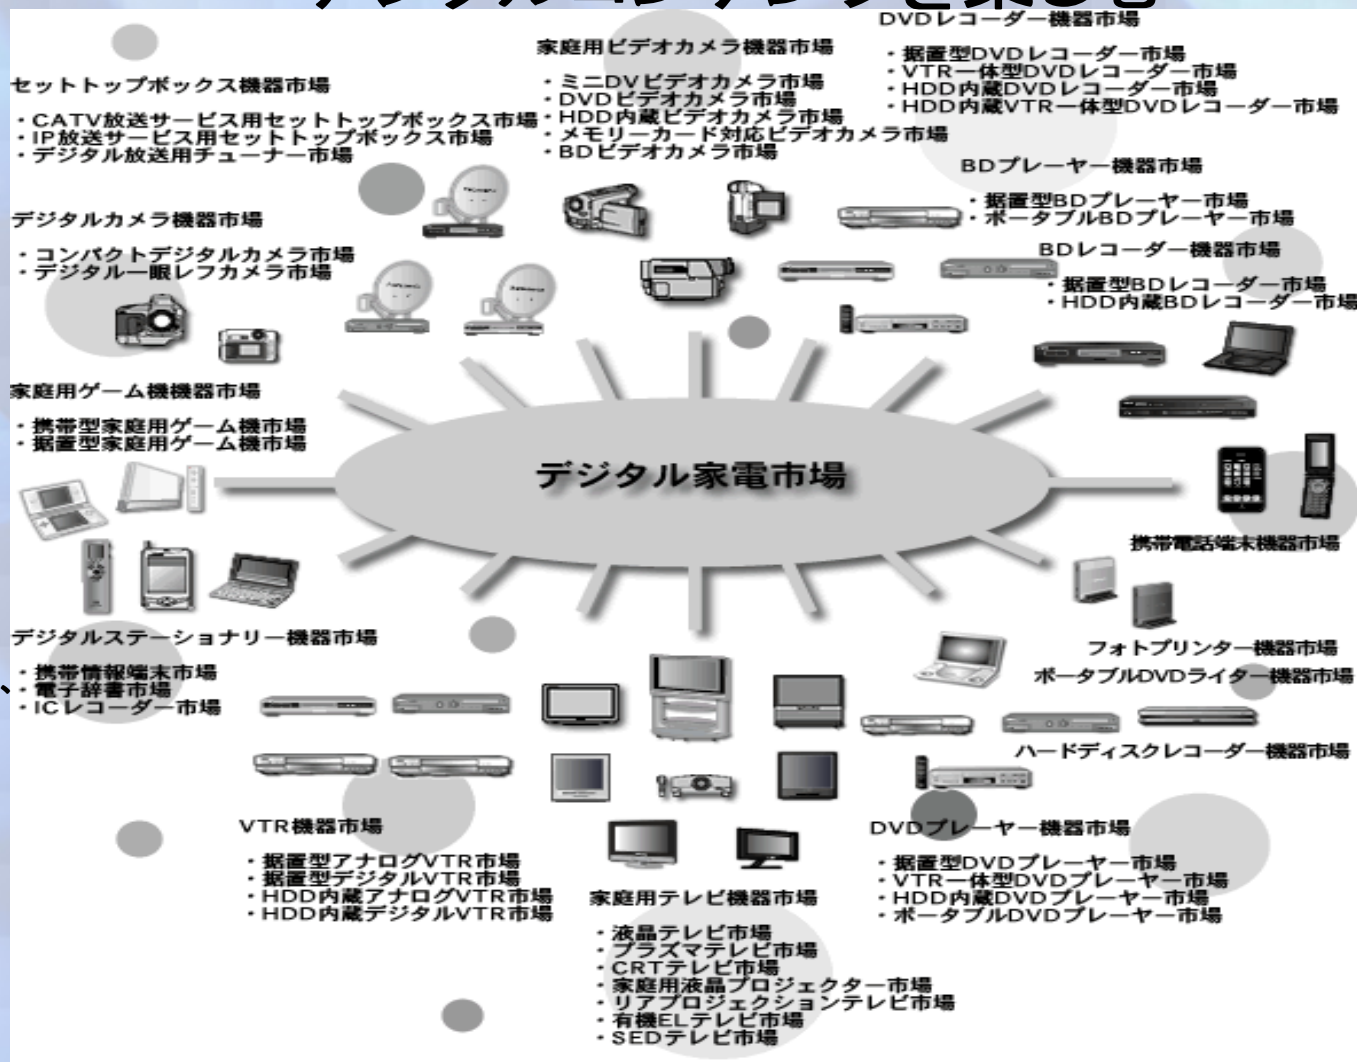 デジタルコンテンツを楽しむ
DVDレコーダー機器市場
・据置型DVDレコーダー市場
・VTR一体型DVDレコーダー市場
・HDD内蔵DVDレコーダー市場
・HDD内蔵VTR一体型DVDレコーダー市場
家庭用ビデオカメラ機器市場
・ミニDVビデオカメラ市場
・DVDビデオカメラ市場
・HDD内蔵ビデオカメラ市場
・メモリーカード対応ビデオカメラ市場
・BDビデオカメラ市場
セットトップボックス機器市場
・CATV放送サービス用セットトップボックス市場
・IP放送サービス用セットトップボックス市場
・デジタル放送用チューナー市場
BDプレーヤー機器市場
・据置型BDプレーヤー市場
・ポータブルBDプレーヤー市場
デジタルカメラ機器市場
・コンパクトデジタルカメラ市場
・デジタル一眼レフカメラ市場
BDレコーダー機器市場
・据置型BDレコーダー市場
・HDD内蔵BDレコーダー市場
家庭用ゲーム機機器市場
・携帯型家庭用ゲーム機市場
・据置型家庭用ゲーム機市場
デジタル家電市場
携帯電話端末機器市場
デジタルステーショナリー機器市場
・携帯情報端末市場
・電子辞書市場
・ICレコーダー市場
フォトプリンター機器市場
ポータブルDVDライター機器市場
ハードディスクレコーダー機器市場
VTR機器市場
・据置型アナログVTR市場
・据置型デジタルVTR市場
・HDD内蔵アナログVTR市場
・HDD内蔵デジタルVTR市場
DVDプレーヤー機器市場
・据置型DVDプレーヤー市場
・VTR一体型DVDプレーヤー市場
・HDD内蔵DVDプレーヤー市場
・ポータブルDVDプレーヤー市場
家庭用テレビ機器市場
・液晶テレビ市場
・プラズマテレビ市場
・CRTテレビ市場
・家庭用液晶プロジェクター市場
・リアプロジェクションテレビ市場
・有機ELテレビ市場
・SEDテレビ市場